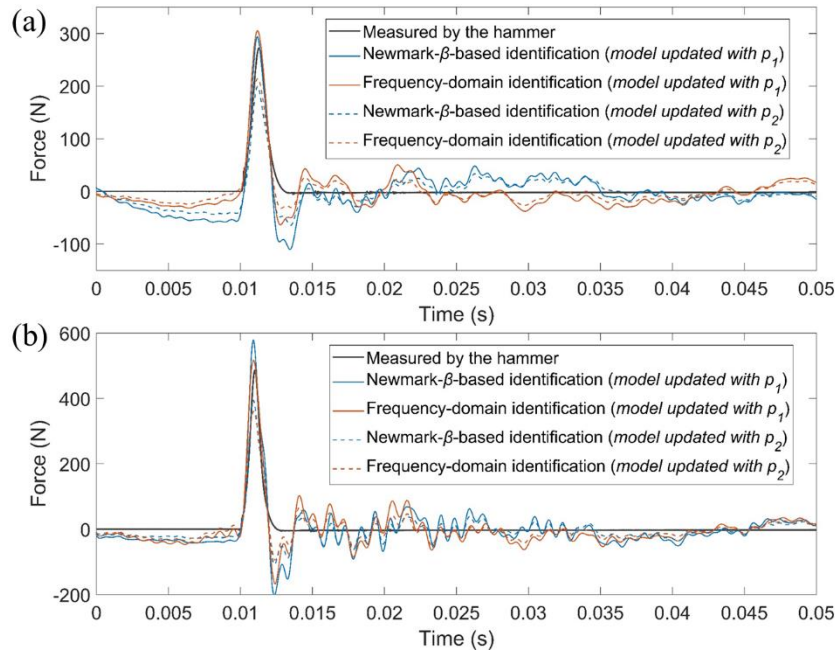 (a)
300
200
100
0
-100
Force (N)
Measured by the hammer
Newmark-β-based identification (model updated with p1)
Frequency-domain identification (model updated with p1)
Newmark-β-based identification (model updated with p2)
Frequency-domain identification (model updated with p2)
0 0.005 0.01 0.015 0.02 0.025 0.03 0.035 0.04 0.045 0.05
Time (s)
(b)
600
400
200
0
-200
Force (N)
Measured by the hammer
Newmark-β-based identification (model updated with p1)
Frequency-domain identification (model updated with p1)
Newmark-β-based identification (model updated with p2)
Frequency-domain identification (model updated with p2)
0 0.005 0.01 0.015 0.02 0.025 0.03 0.035 0.04 0.045 0.05
Time (s)